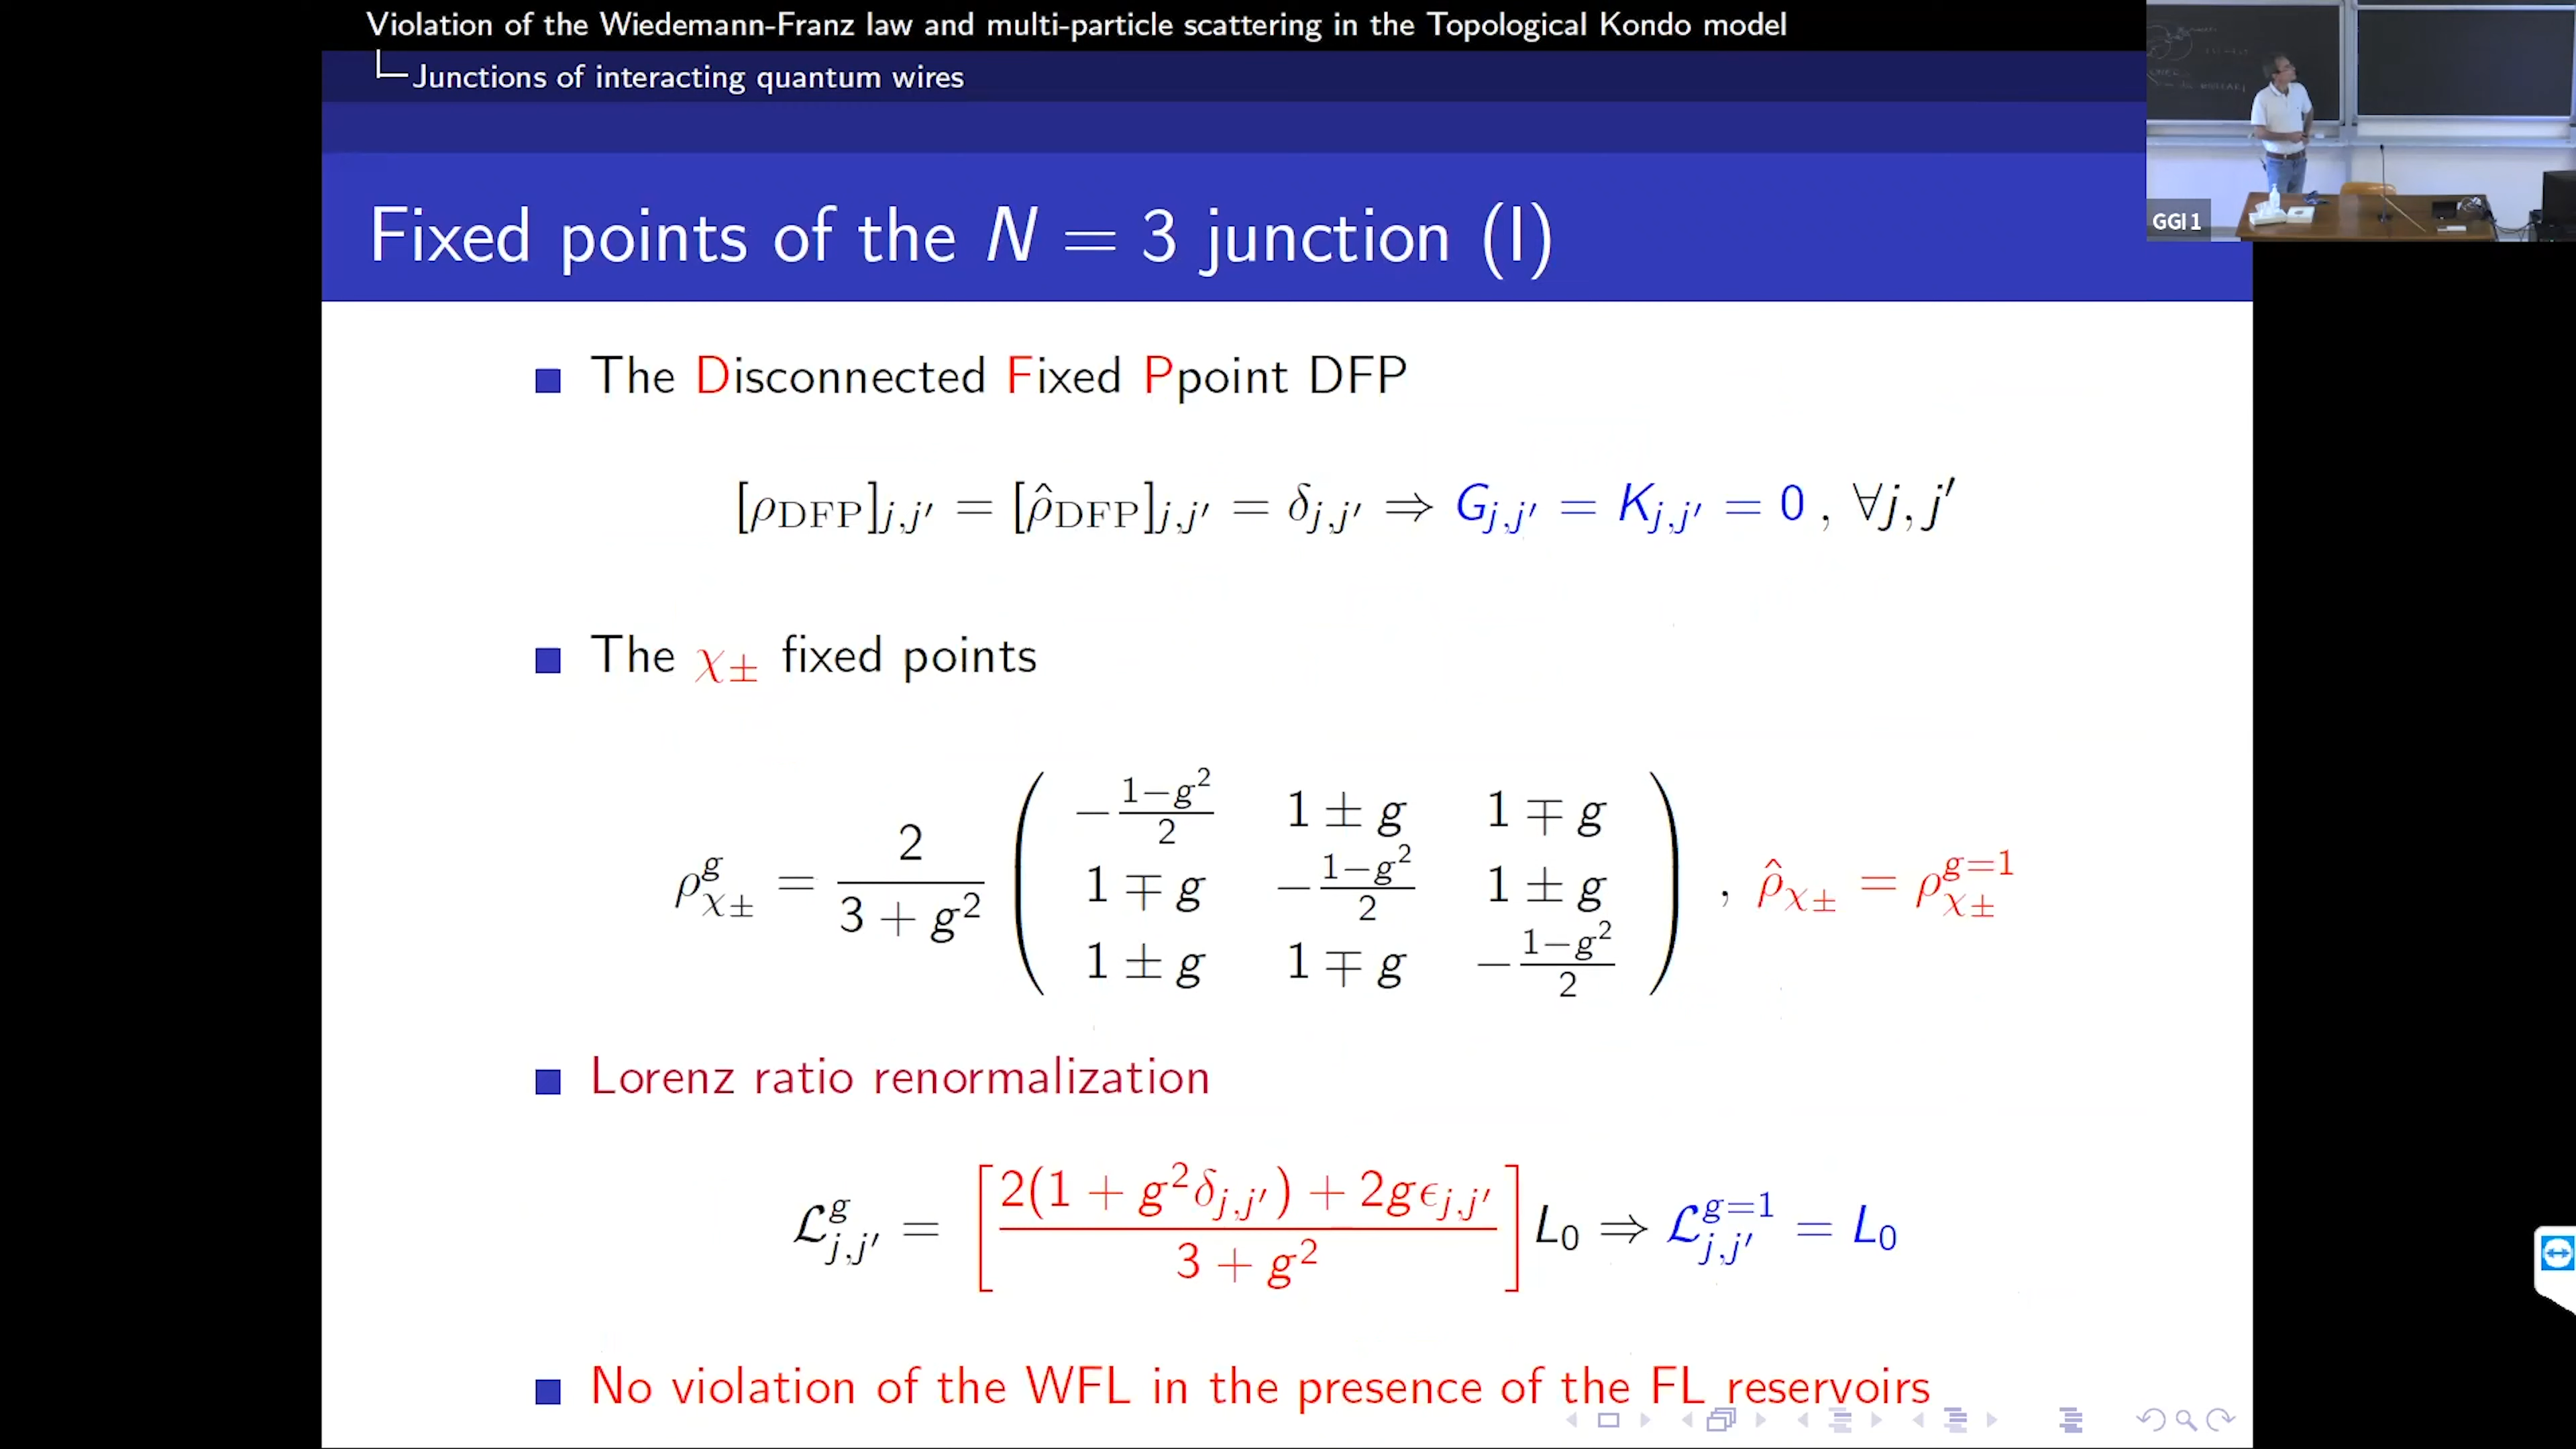 Violation of the Wiedemann-Franz law and multi-particle scattering in the Topological Kondo model
Junctions of interacting quantum wires
GGI 1
Fixed points of the N = 3 junction (I)
The Disconnected Fixed Ppoint DFP
[ρ_DFP]_{j,j′} = [ρ̂_DFP]_{j,j′} = δ_{j,j′} ⇒ G_{j,j′} = K_{j,j′} = 0 , ∀j, j′
The χ± fixed points
ρ^g_{χ±} = 2/(3 + g²) ( −(1−g²)/2 1 ± g 1 ∓ g
1 ∓ g −(1−g²)/2 1 ± g
1 ± g 1 ∓ g −(1−g²)/2 ) , ρ̂_{χ±} = ρ^{g=1}_{χ±}
Lorenz ratio renormalization
ℒ^g_{j,j′} = [ (2(1 + g²δ_{j,j′}) + 2gϵ_{j,j′})/(3 + g²) ] L₀ ⇒ ℒ^{g=1}_{j,j′} = L₀
No violation of the WFL in the presence of the FL reservoirs